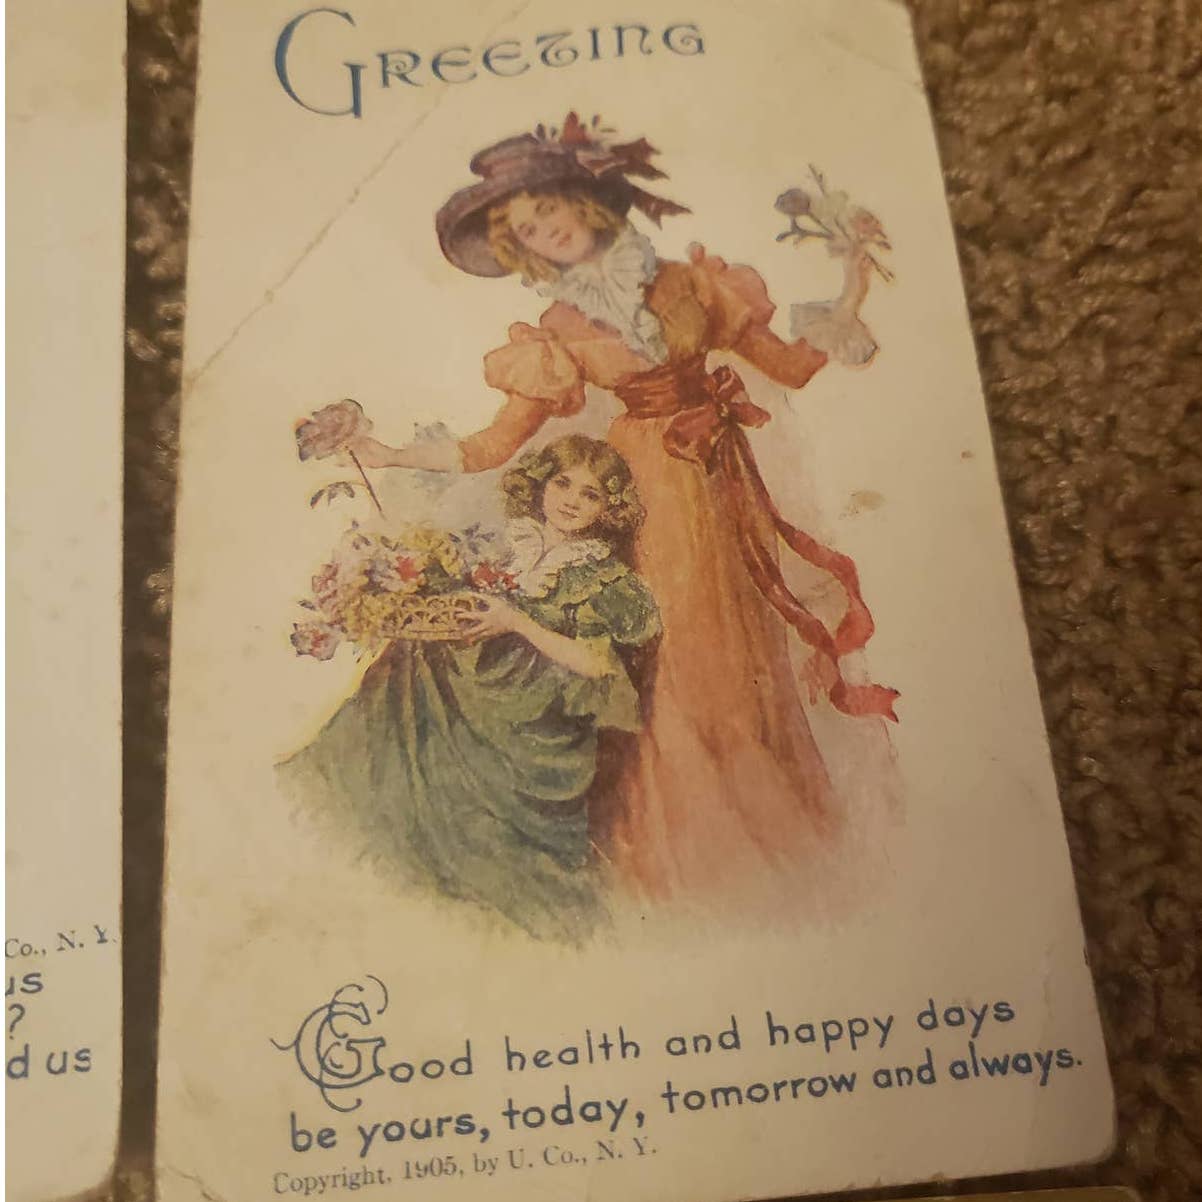 GREETING
Good health and happy days
be yours, today, tomorrow and always.
Copyright, 1905, by U. Co., N. Y.
Co., N. Y.
us
?
d us